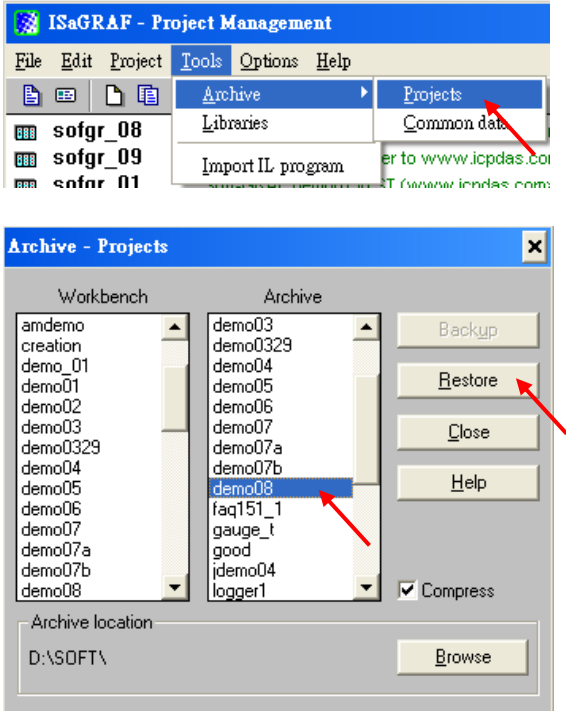 ISaGRAF - Project Management
File Edit Project Tools Options Help
Archive
Projects
Libraries
Common data
Import IL program
sofgr_08
sofgr_09
er to www.icpdas.co
sofgr_01
Archive - Projects
Workbench
Archive
amdemo
creation
demo_01
demo01
demo02
demo03
demo0329
demo04
demo05
demo06
demo07
demo07a
demo07b
demo08
demo03
demo0329
demo04
demo05
demo06
demo07
demo07a
demo07b
demo08
faq151_1
gauge_t
good
jdemo04
logger1
Backup
Restore
Close
Help
Compress
Archive location
D:\SOFT\
Browse